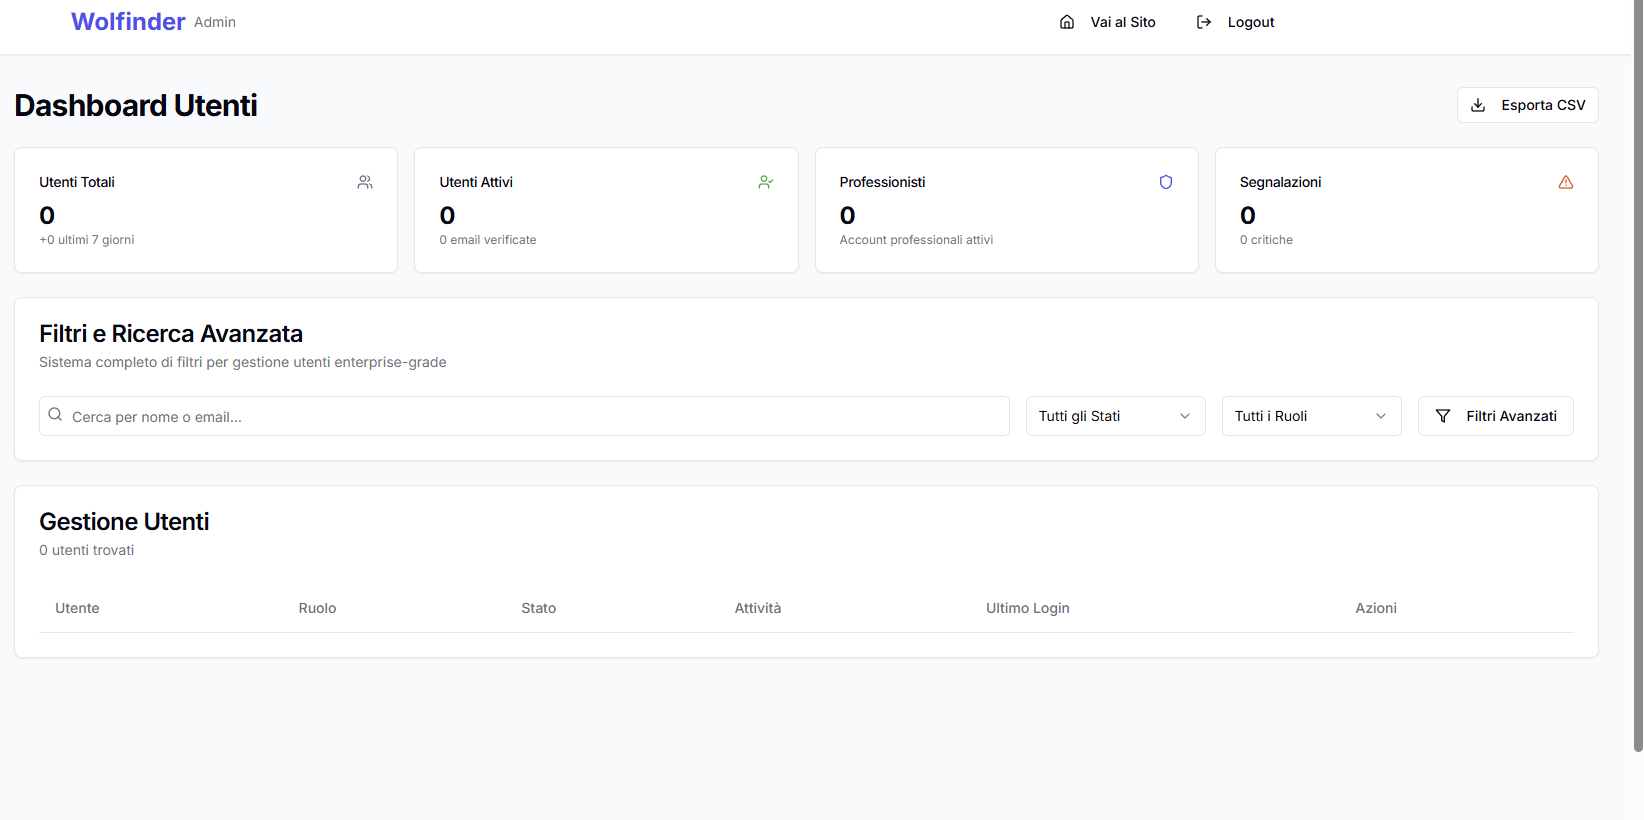 Wolfinder Admin
Vai al Sito
Logout
Dashboard Utenti
Esporta CSV
Utenti Totali
0
+0 ultimi 7 giorni
Utenti Attivi
0
0 email verificate
Professionisti
0
Account professionali attivi
Segnalazioni
0
0 critiche
Filtri e Ricerca Avanzata
Sistema completo di filtri per gestione utenti enterprise-grade
Cerca per nome o email...
Tutti gli Stati
Tutti i Ruoli
Filtri Avanzati
Gestione Utenti
0 utenti trovati
Utente Ruolo Stato Attività Ultimo Login Azioni